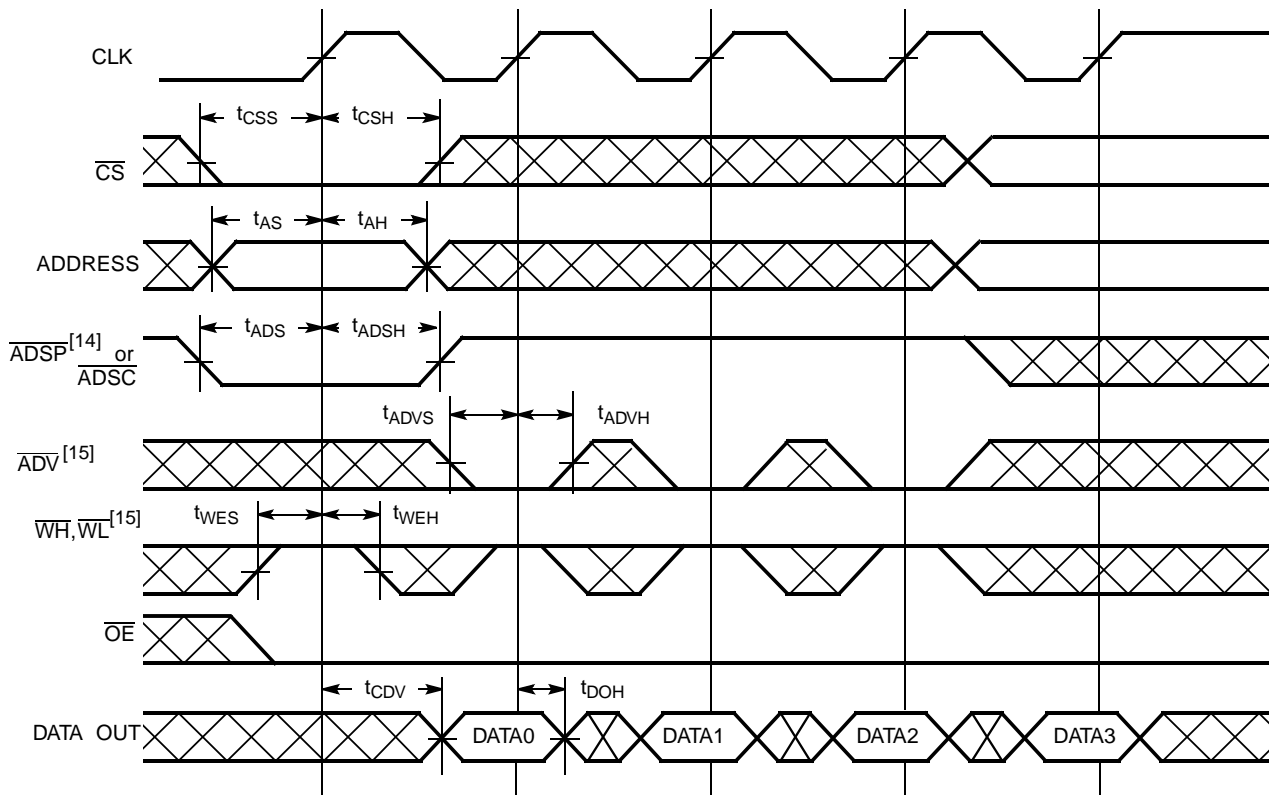 CLK
tCSS tCSH
CS
tAS tAH
ADDRESS
tADS tADSH
ADSP[14] or
ADSC
tADVS tADVH
ADV[15]
tWES tWEH
WH,WL[15]
OE
tCDV tDOH
DATA OUT DATA0 DATA1 DATA2 DATA3